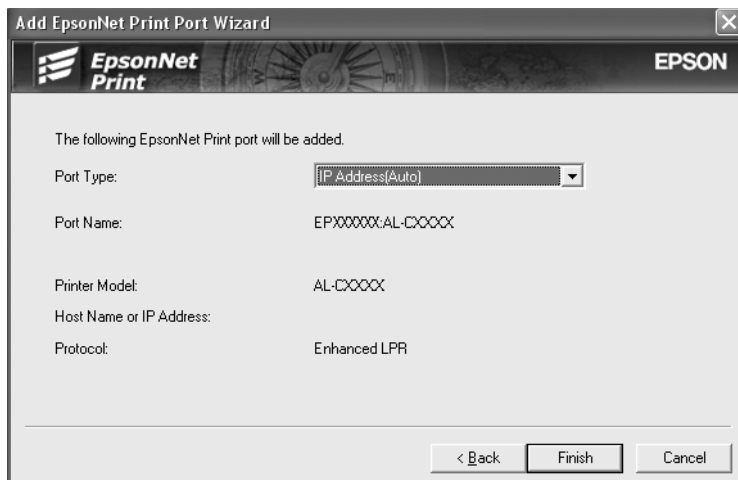 Add EpsonNet Print Port Wizard
EpsonNet
Print
EPSON
The following EpsonNet Print port will be added.
Port Type: IP Address(Auto)
Port Name: EPXXXXXX:AL-CXXXX
Printer Model: AL-CXXXX
Host Name or IP Address:
Protocol: Enhanced LPR
< Back Finish Cancel